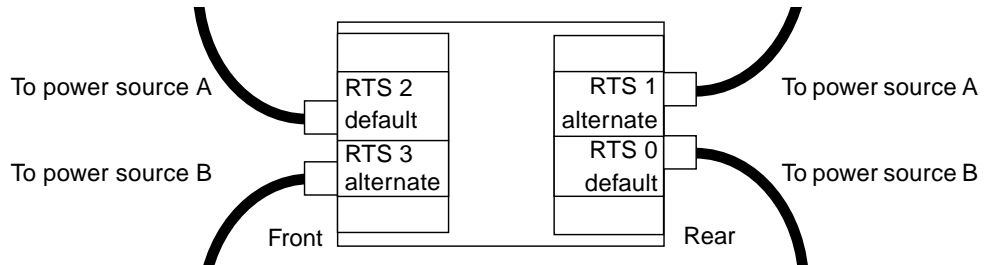 To power source A
RTS 2
default
RTS 1
alternate
To power source A
To power source B
RTS 3
alternate
RTS 0
default
To power source B
Front
Rear